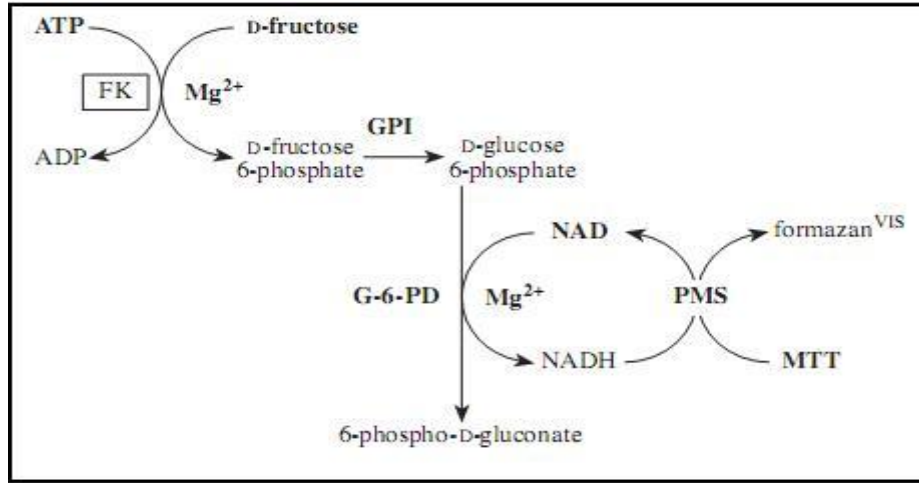 ATP
D-fructose
FK
Mg2+
GPI
ADP
D-fructose
6-phosphate
D-glucose
6-phosphate
NAD
formazanVIS
G-6-PD
Mg2+
PMS
NADH
MTT
6-phospho-D-gluconate